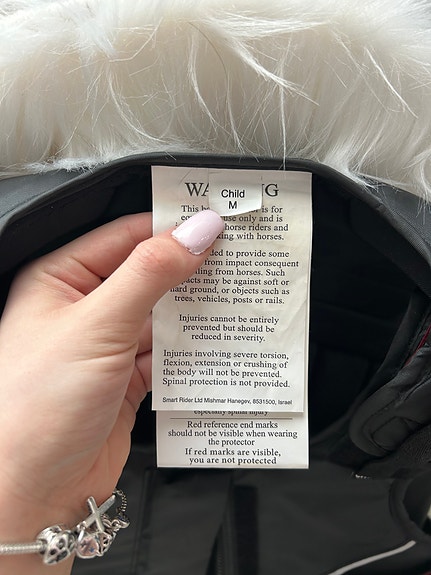 WA NG
Child
M
This b is for
eq use only and is
d horse riders and
king with horses.
ded to provide some
from impact consequent
ling from horses. Such
cts may be against soft or
hard ground, or objects such as
trees, vehicles, posts or rails.
Injuries cannot be entirely
prevented but should be
reduced in severity.
Injuries involving severe torsion,
flexion, extension or crushing of
the body will not be prevented.
Spinal protection is not provided.
Smart Rider Ltd Mishmar Hanegev, 8531500, Israel
especially spinal injury
Red reference end marks
should not be visible when wearing
the protector
If red marks are visible,
you are not protected